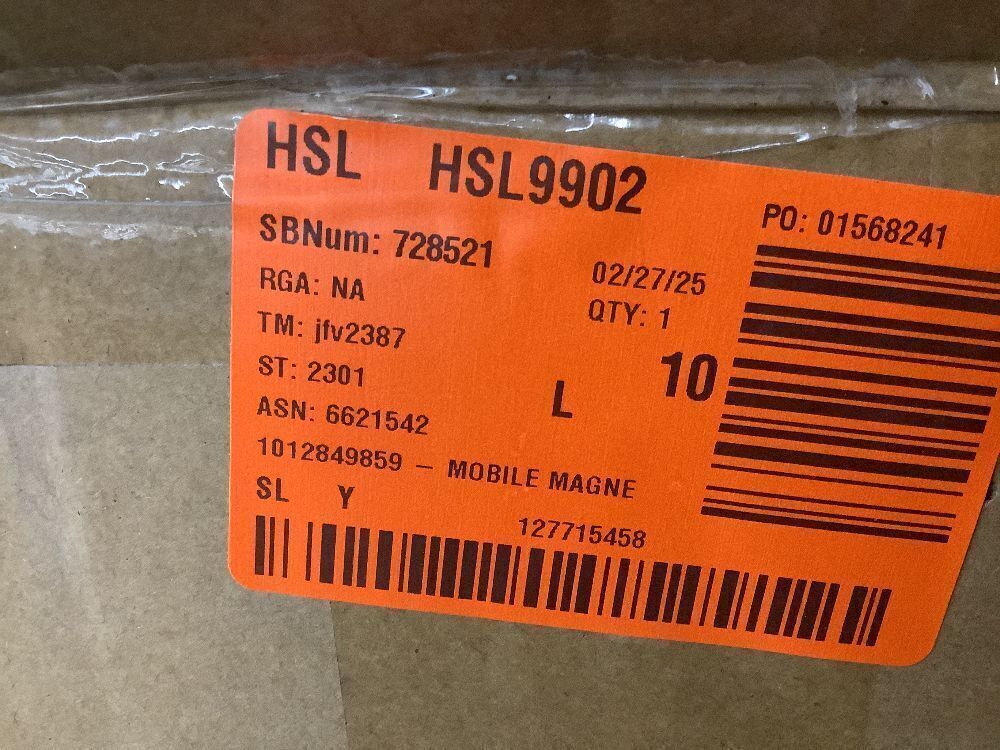 HSL HSL9902
PO: 01568241
SBNum: 728521
02/27/25
RGA: NA
QTY: 1
TM: jfv2387
ST: 2301
L 10
ASN: 6621542
1012849859 – MOBILE MAGNE
SL Y
127715458